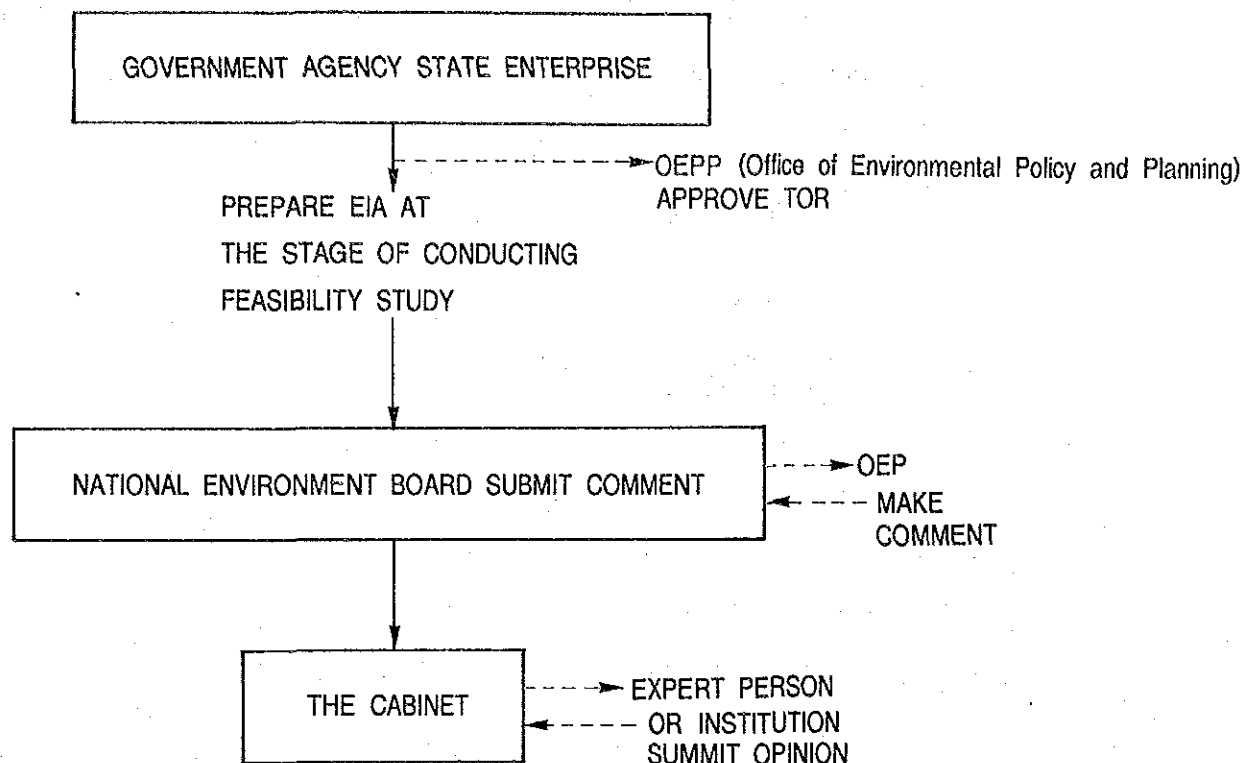 GOVERNMENT AGENCY STATE ENTERPRISE
OEPP (Office of Environmental Policy and Planning)
APPROVE TOR
PREPARE EIA AT
THE STAGE OF CONDUCTING
FEASIBILITY STUDY
NATIONAL ENVIRONMENT BOARD SUBMIT COMMENT
OEP
MAKE
COMMENT
THE CABINET
EXPERT PERSON
OR INSTITUTION
SUMMIT OPINION